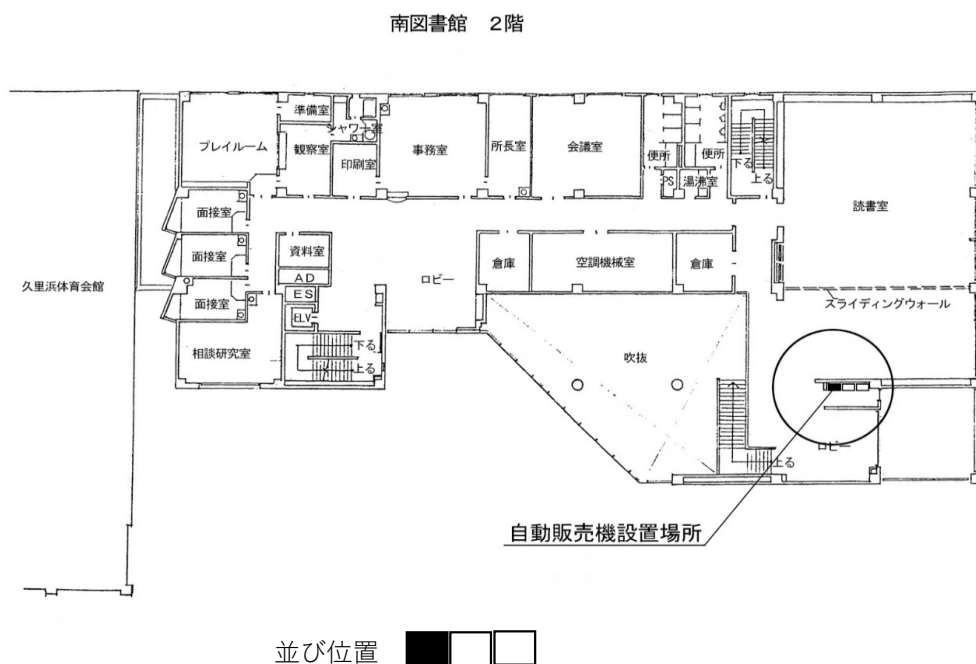 南図書館 2階
プレイルーム
準備室
シャワー室
観察室
印刷室
事務室
所長室
会議室
便所
便所
PS
湯沸室
下る
上る
読書室
面接室
面接室
面接室
資料室
AD
ES
ELV
ロビー
倉庫
空調機械室
倉庫
スライディングウォール
久里浜体育会館
相談研究室
下る
上る
吹抜
上る
ロビー
自動販売機設置場所
並び位置